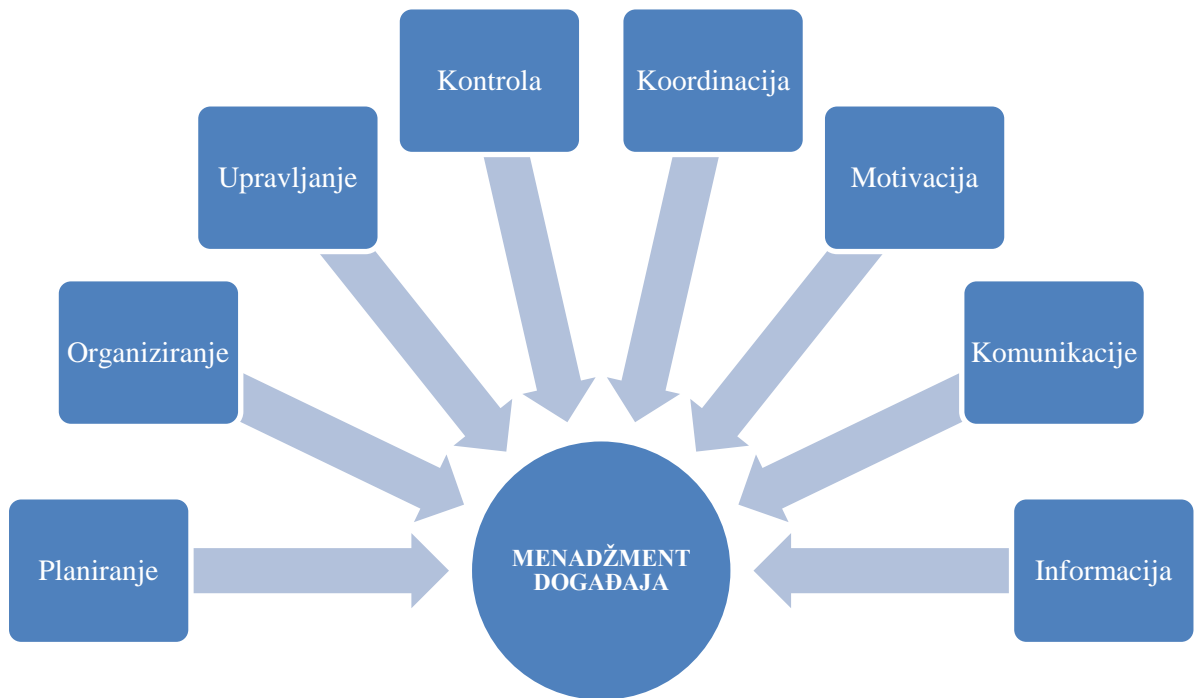 Kontrola
Koordinacija
Upravljanje
Motivacija
Organiziranje
Komunikacije
Planiranje
MENADŽMENT
DOGAĐAJA
Informacija